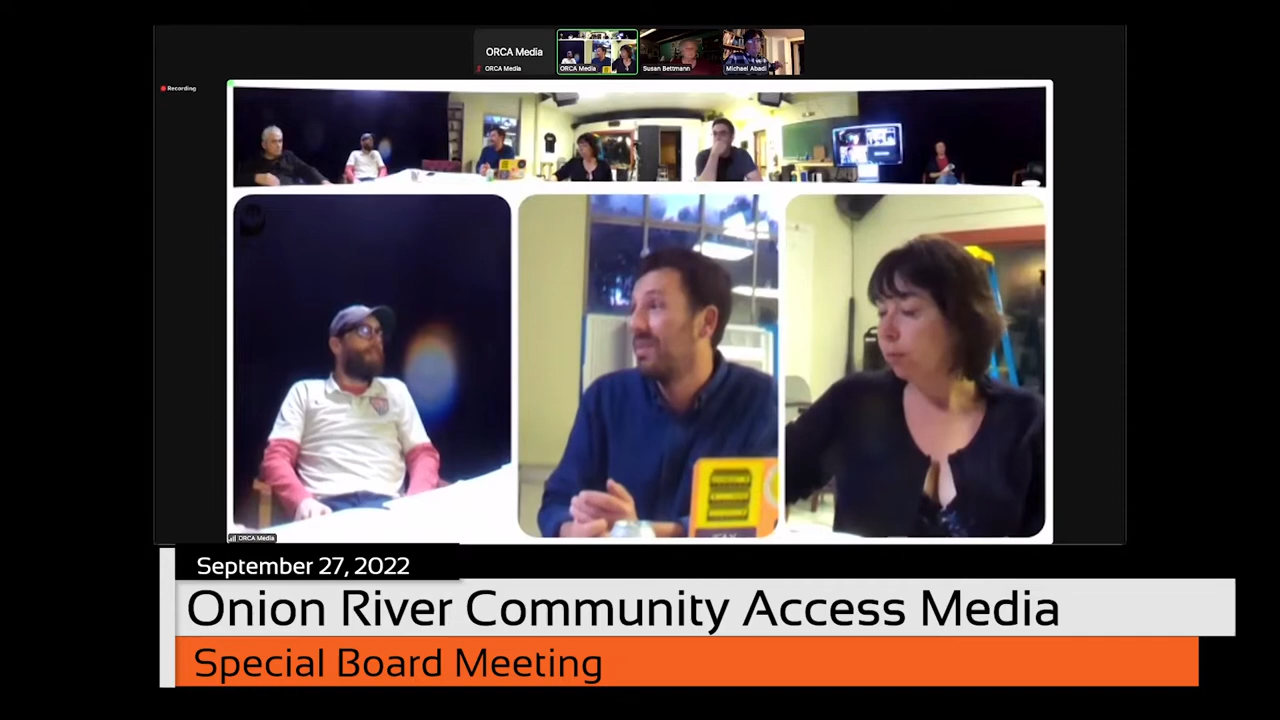 ORCA Media
ORCA Media
ORCA Media
Susan Bettmann
Michael Abadi
Recording
ORCA Media
September 27, 2022
Onion River Community Access Media
Special Board Meeting